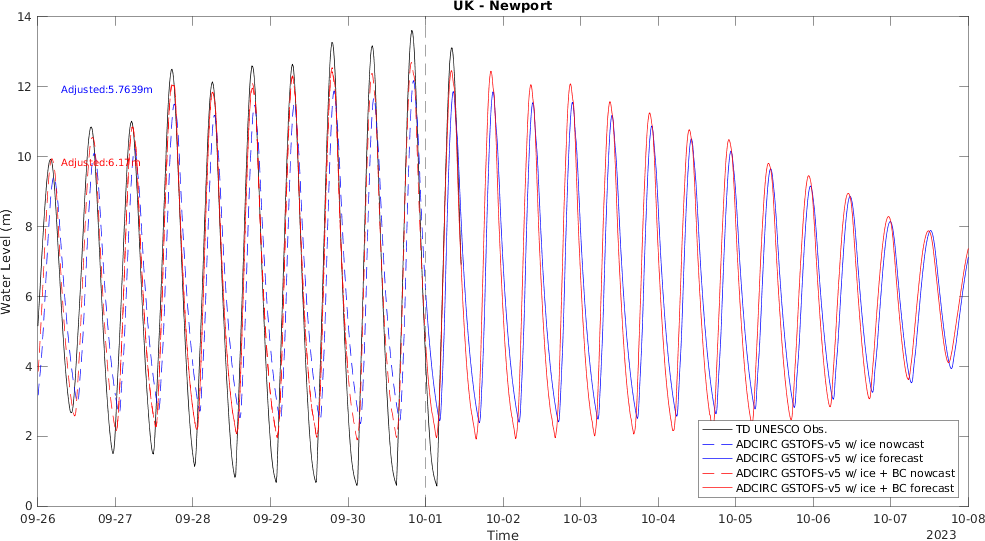 UK - Newport
14
12
10
8
6
4
2
0
Water Level (m)
Adjusted:5.7639m
Adjusted:6.17m
TD UNESCO Obs.
ADCIRC GSTOFS-v5 w/ ice nowcast
ADCIRC GSTOFS-v5 w/ ice forecast
ADCIRC GSTOFS-v5 w/ ice + BC nowcast
ADCIRC GSTOFS-v5 w/ ice + BC forecast
09-26 09-27 09-28 09-29 09-30 10-01 10-02 10-03 10-04 10-05 10-06 10-07 10-08
Time
2023